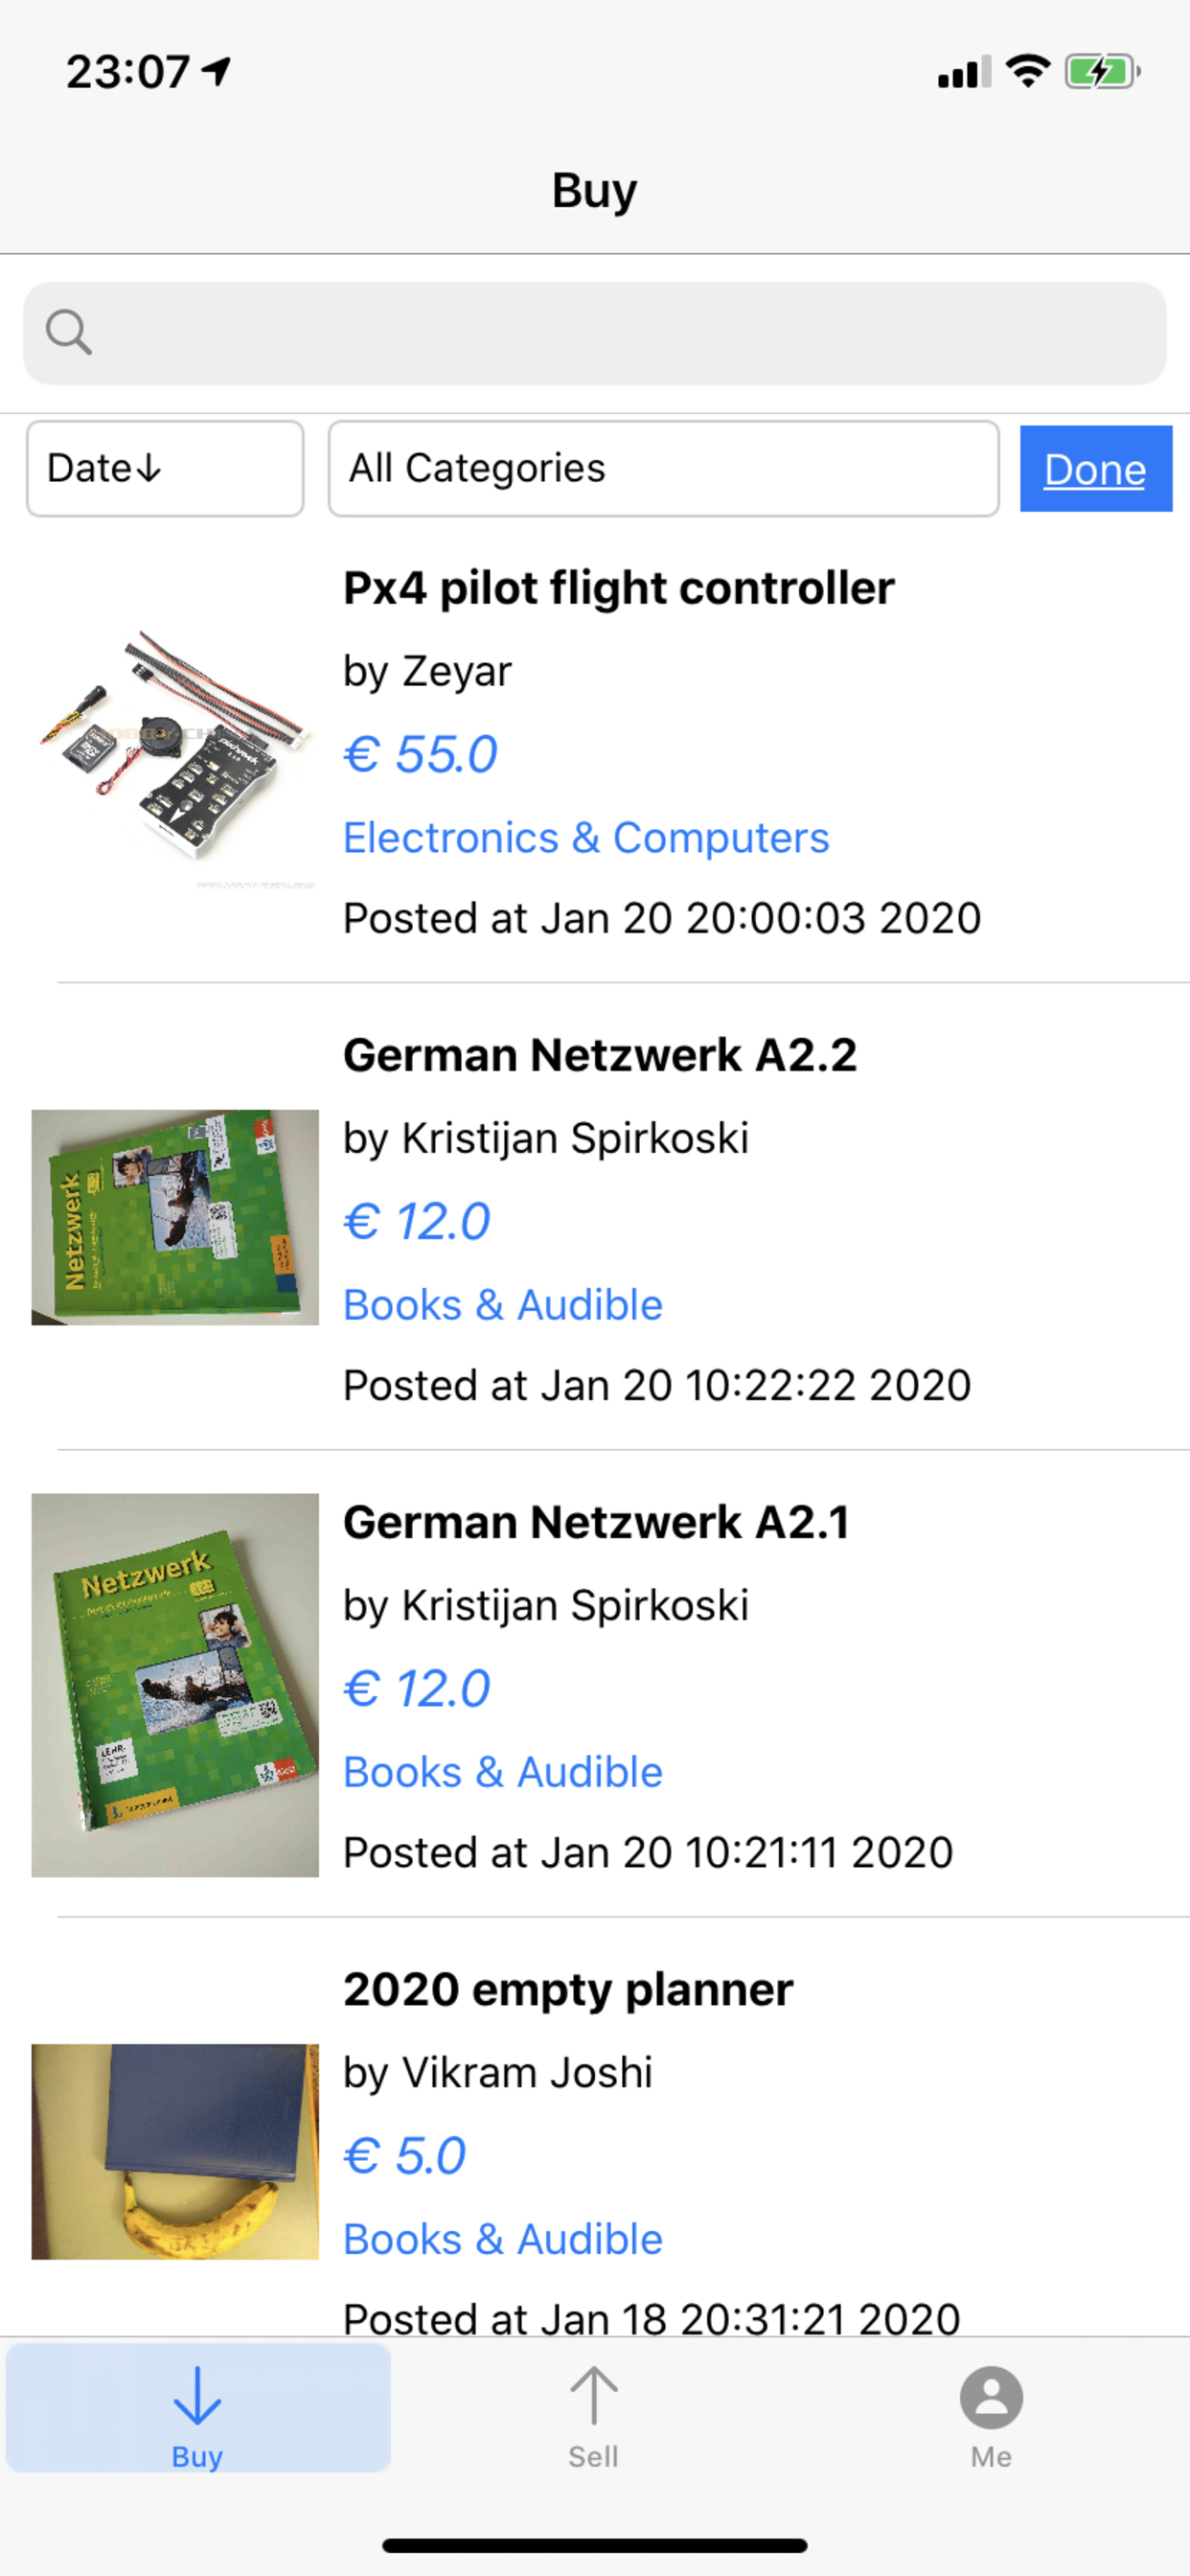 23:07
Buy
Date↓
All Categories
Done
Px4 pilot flight controller
by Zeyar
€ 55.0
Electronics & Computers
Posted at Jan 20 20:00:03 2020
German Netzwerk A2.2
Netzwerk
by Kristijan Spirkoski
€ 12.0
Books & Audible
Posted at Jan 20 10:22:22 2020
German Netzwerk A2.1
Netzwerk
by Kristijan Spirkoski
€ 12.0
Books & Audible
Posted at Jan 20 10:21:11 2020
2020 empty planner
by Vikram Joshi
€ 5.0
Books & Audible
Posted at Jan 18 20:31:21 2020
Buy
Sell
Me